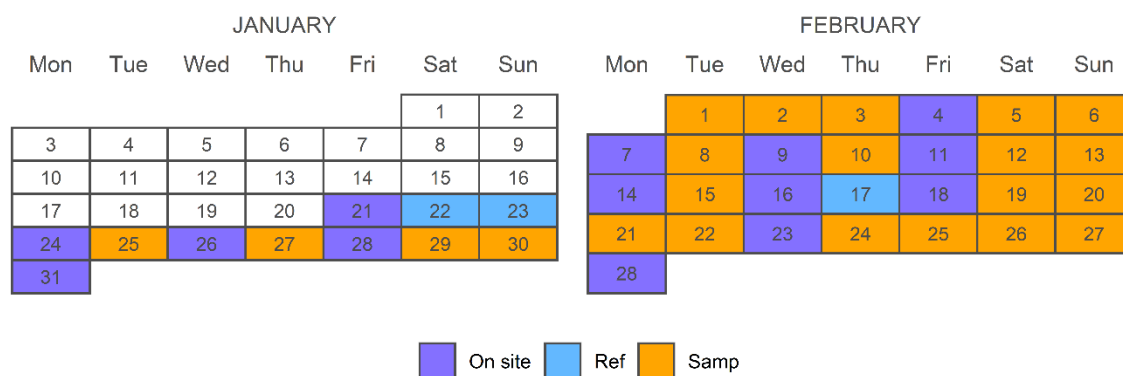 JANUARY
Mon Tue Wed Thu Fri Sat Sun
1 2
3 4 5 6 7 8 9
10 11 12 13 14 15 16
17 18 19 20 21 22 23
24 25 26 27 28 29 30
31
FEBRUARY
Mon Tue Wed Thu Fri Sat Sun
1 2 3 4 5 6
7 8 9 10 11 12 13
14 15 16 17 18 19 20
21 22 23 24 25 26 27
28
On site Ref Samp